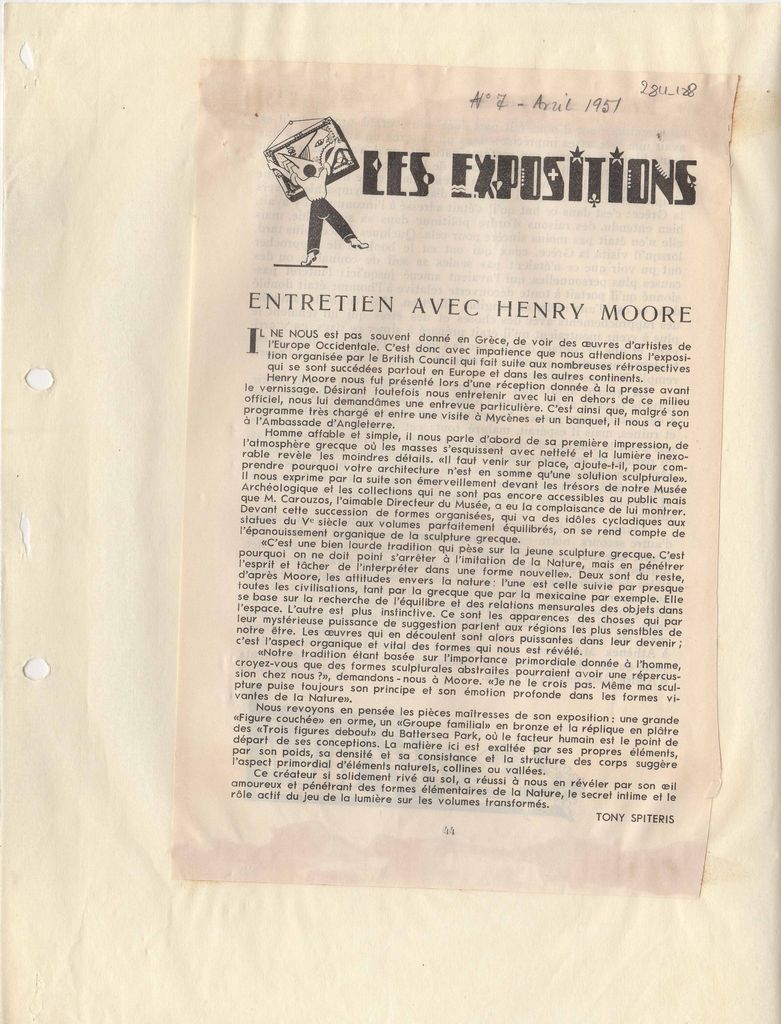 284_128
N° 7 - Avril 1951
LES EXPOSITIONS
ENTRETIEN AVEC HENRY MOORE
IL NE NOUS est pas souvent donné en Grèce, de voir des œuvres d'artistes de
l'Europe Occidentale. C'est donc avec impatience que nous attendions l'exposi-
tion organisée par le British Council qui fait suite aux nombreuses rétrospectives
qui se sont succédées partout en Europe et dans les autres continents.
Henry Moore nous fut présenté lors d'une réception donnée à la presse avant
le vernissage. Désirant toutefois nous entretenir avec lui en dehors de ce milieu
officiel, nous lui demandâmes une entrevue particulière. C'est ainsi que, malgré son
programme très chargé et entre une visite à Mycènes et un banquet, il nous a reçu
à l'Ambassade d'Angleterre.
Homme affable et simple, il nous parle d'abord de sa première impression, de
l'atmosphère grecque où les masses s'esquissent avec netteté et la lumière inexo-
rable revèle les moindres détails. «Il faut venir sur place, ajoute-t-il, pour com-
prendre pourquoi votre architecture n'est en somme qu'une solution sculpturale».
Il nous exprime par la suite son émerveillement devant les trésors de notre Musée
Archéologique et les collections qui ne sont pas encore accessibles au public mais
que M. Carouzos, l'aimable Directeur du Musée, a eu la complaisance de lui montrer.
Devant cette succession de formes organisées, qui va des idôles cycladiques aux
statues du Ve siècle aux volumes parfaitement équilibrés, on se rend compte de
l'épanouissement organique de la sculpture grecque.
«C'est une bien lourde tradition qui pèse sur la jeune sculpture grecque. C'est
pourquoi on ne doit point s'arrêter à l'imitation de la Nature, mais en pénétrer
l'esprit et tâcher de l'interpréter dans une forme nouvelle». Deux sont du reste,
d'après Moore, les attitudes envers la nature : l'une est celle suivie par presque
toutes les civilisations, tant par la grecque que par la mexicaine par exemple. Elle
se base sur la recherche de l'équilibre et des relations mensurales des objets dans
l'espace. L'autre est plus instinctive. Ce sont les apparences des choses qui par
leur mystérieuse puissance de suggestion parlent aux régions les plus sensibles de
notre être. Les œuvres qui en découlent sont alors puissantes dans leur devenir ;
c'est l'aspect organique et vital des formes qui nous est révélé.
«Notre tradition étant basée sur l'importance primordiale donnée à l'homme,
croyez-vous que des formes sculpturales abstraites pourraient avoir une répercus-
sion chez nous ?», demandons-nous à Moore. «Je ne le crois pas. Même ma scul-
pture puise toujours son principe et son émotion profonde dans les formes vi-
vantes de la Nature».
Nous revoyons en pensée les pièces maîtresses de son exposition : une grande
«Figure couchée» en orme, un «Groupe familial» en bronze et la réplique en plâtre
des «Trois figures debout» du Battersea Park, où le facteur humain est le point de
départ de ses conceptions. La matière ici est exaltée par ses propres éléments,
par son poids, sa densité et sa consistance et la structure des corps suggère
l'aspect primordial d'éléments naturels, collines ou vallées.
Ce créateur si solidement rivé au sol, a réussi à nous en révéler par son œil
amoureux et pénétrant des formes élémentaires de la Nature, le secret intime et le
rôle actif du jeu de la lumière sur les volumes transformés.
TONY SPITERIS
44